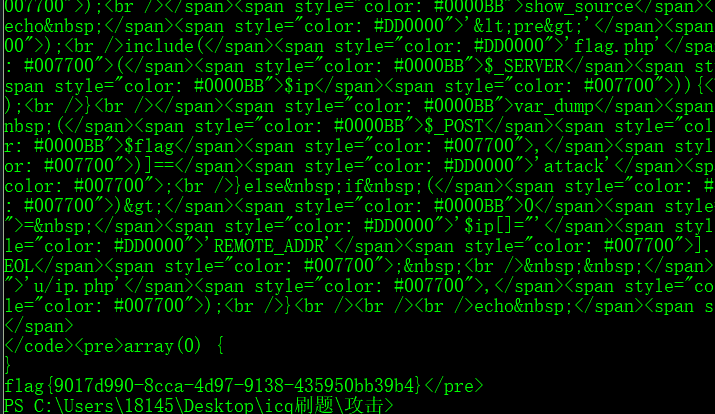 007700">);<br /></span><span style="color: #0000BB">show_source</span><
echo&nbsp;</span><span style="color: #DD0000">'&lt;pre&gt;'</span><span
00">);<br />include(</span><span style="color: #DD0000">'flag.php'</span
: #007700">(</span><span style="color: #0000BB">$_SERVER</span><span st
span style="color: #0000BB">$ip</span><span style="color: #007700">)){<
);<br />}<br /></span><span style="color: #0000BB">var_dump</span><span
nbsp;(</span><span style="color: #0000BB">$_POST</span><span style="col
r: #0000BB">$flag</span><span style="color: #007700">,</span><span styl
or: #007700">)]==</span><span style="color: #DD0000">'attack'</span><sp
color: #007700">;<br />}else&nbsp;if&nbsp;(</span><span style="color: #
: #007700">)&gt;</span><span style="color: #0000BB">0</span><span style
">=&nbsp;</span><span style="color: #DD0000">'$ip[]="'</span><span styl
le="color: #DD0000">'REMOTE_ADDR'</span><span style="color: #007700">].
EOL</span><span style="color: #007700">;&nbsp;<br />&nbsp;&nbsp;</span>
">'u/ip.php'</span><span style="color: #007700">,</span><span style="co
le="color: #007700">);<br />}<br /><br /><br />echo&nbsp;</span><span s
</span>
</code><pre>array(0) {
}
flag{9017d990-8cca-4d97-9138-435950bb39b4}</pre>
PS C:\Users\18145\Desktop\icq刷题\攻击>